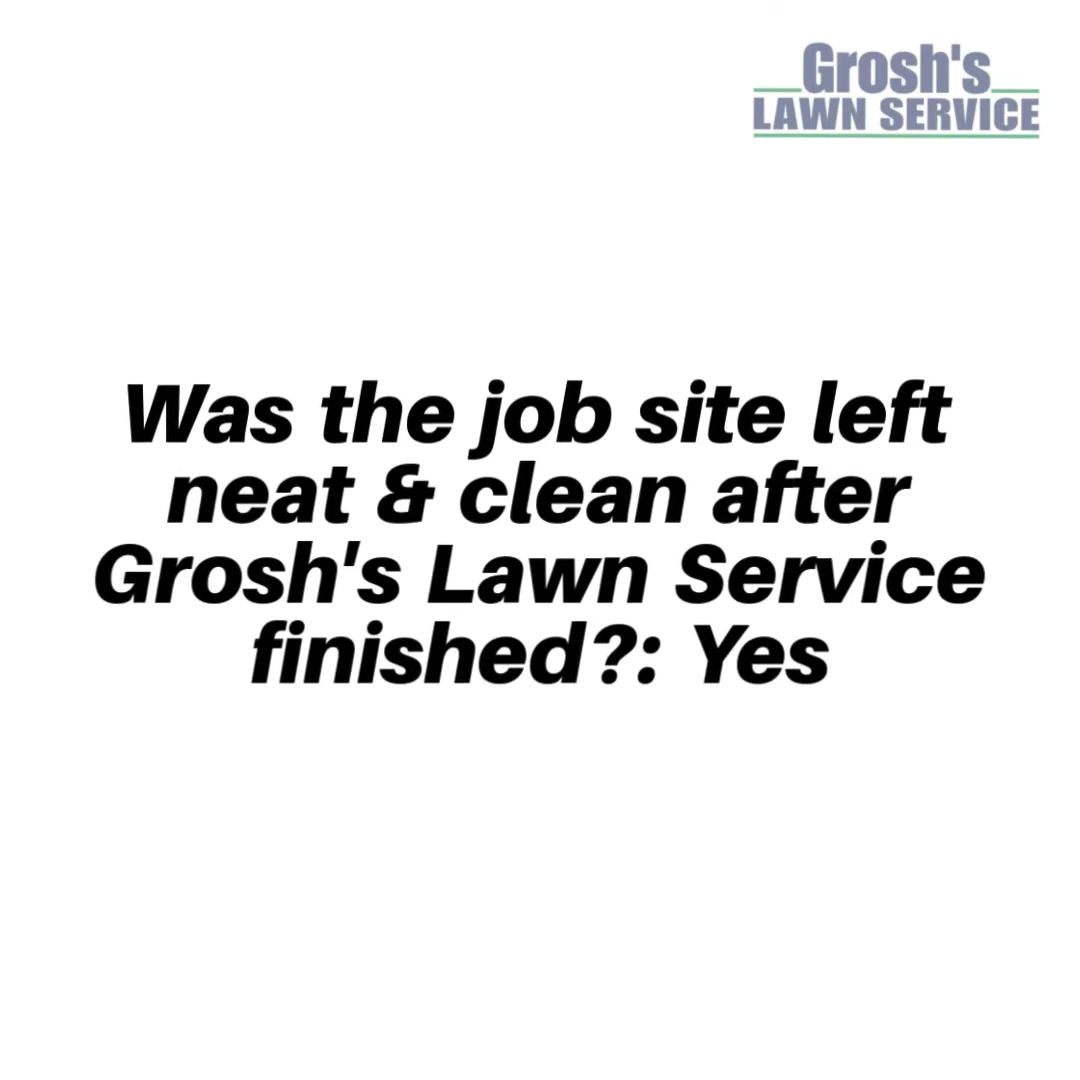 Grosh's
LAWN SERVICE
Was the job site left
neat & clean after
Grosh's Lawn Service
finished?: Yes